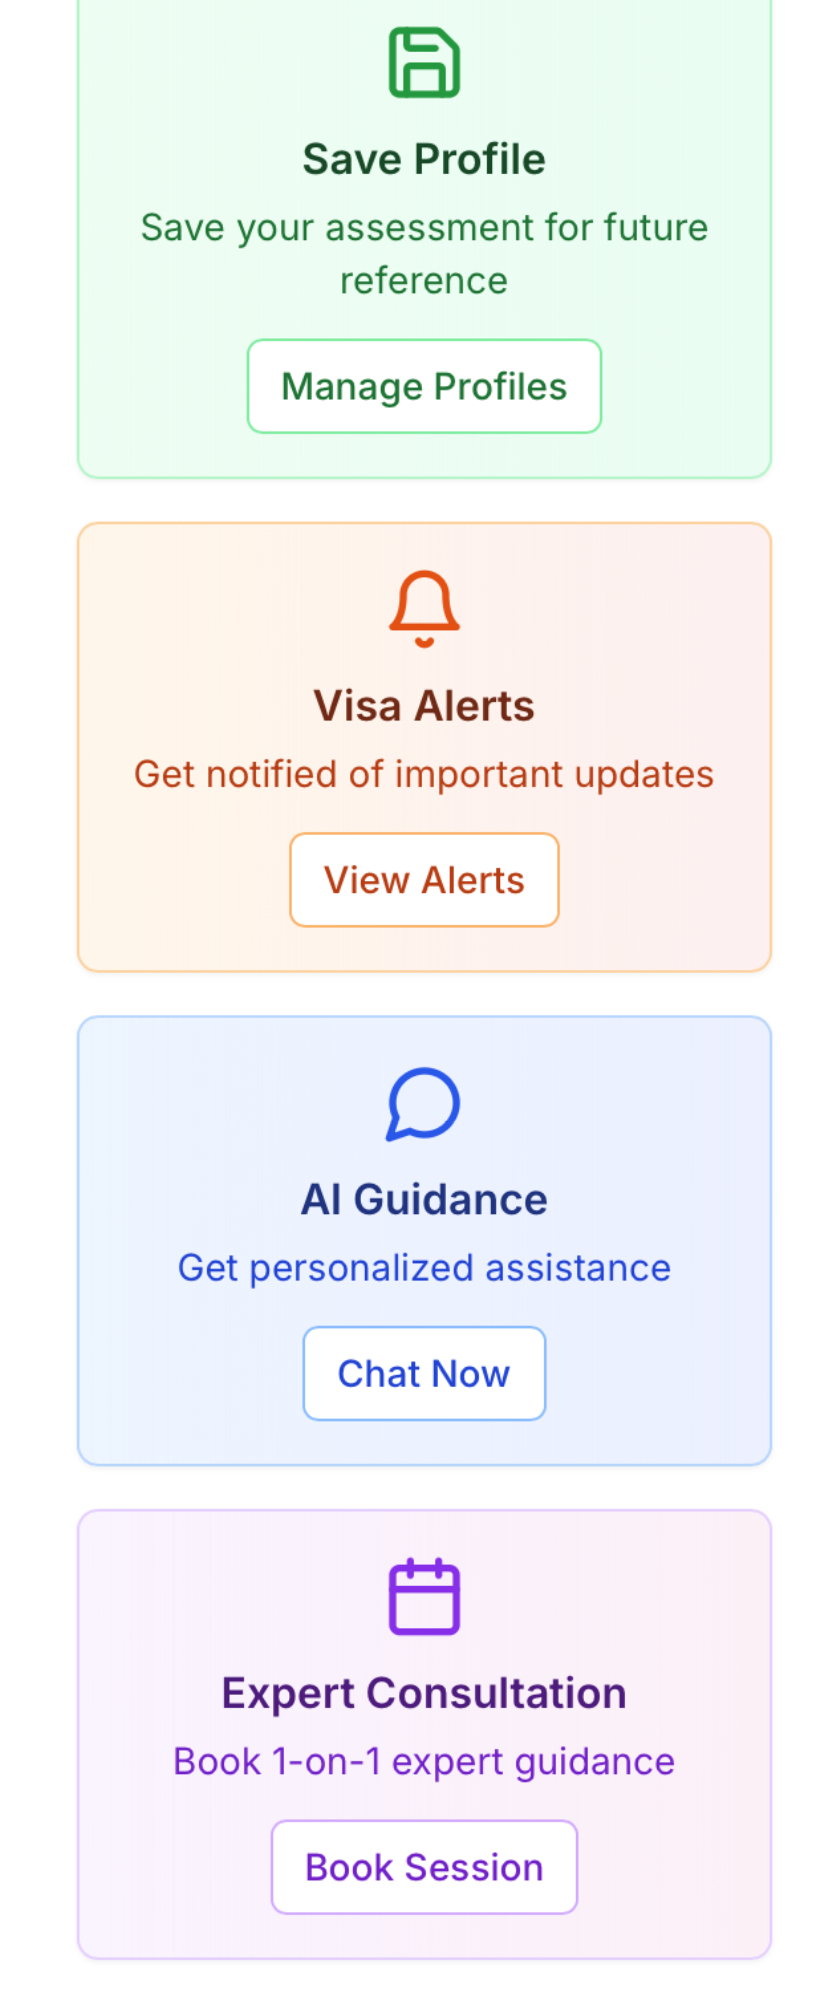 Save Profile
Save your assessment for future
reference
Manage Profiles
Visa Alerts
Get notified of important updates
View Alerts
AI Guidance
Get personalized assistance
Chat Now
Expert Consultation
Book 1-on-1 expert guidance
Book Session